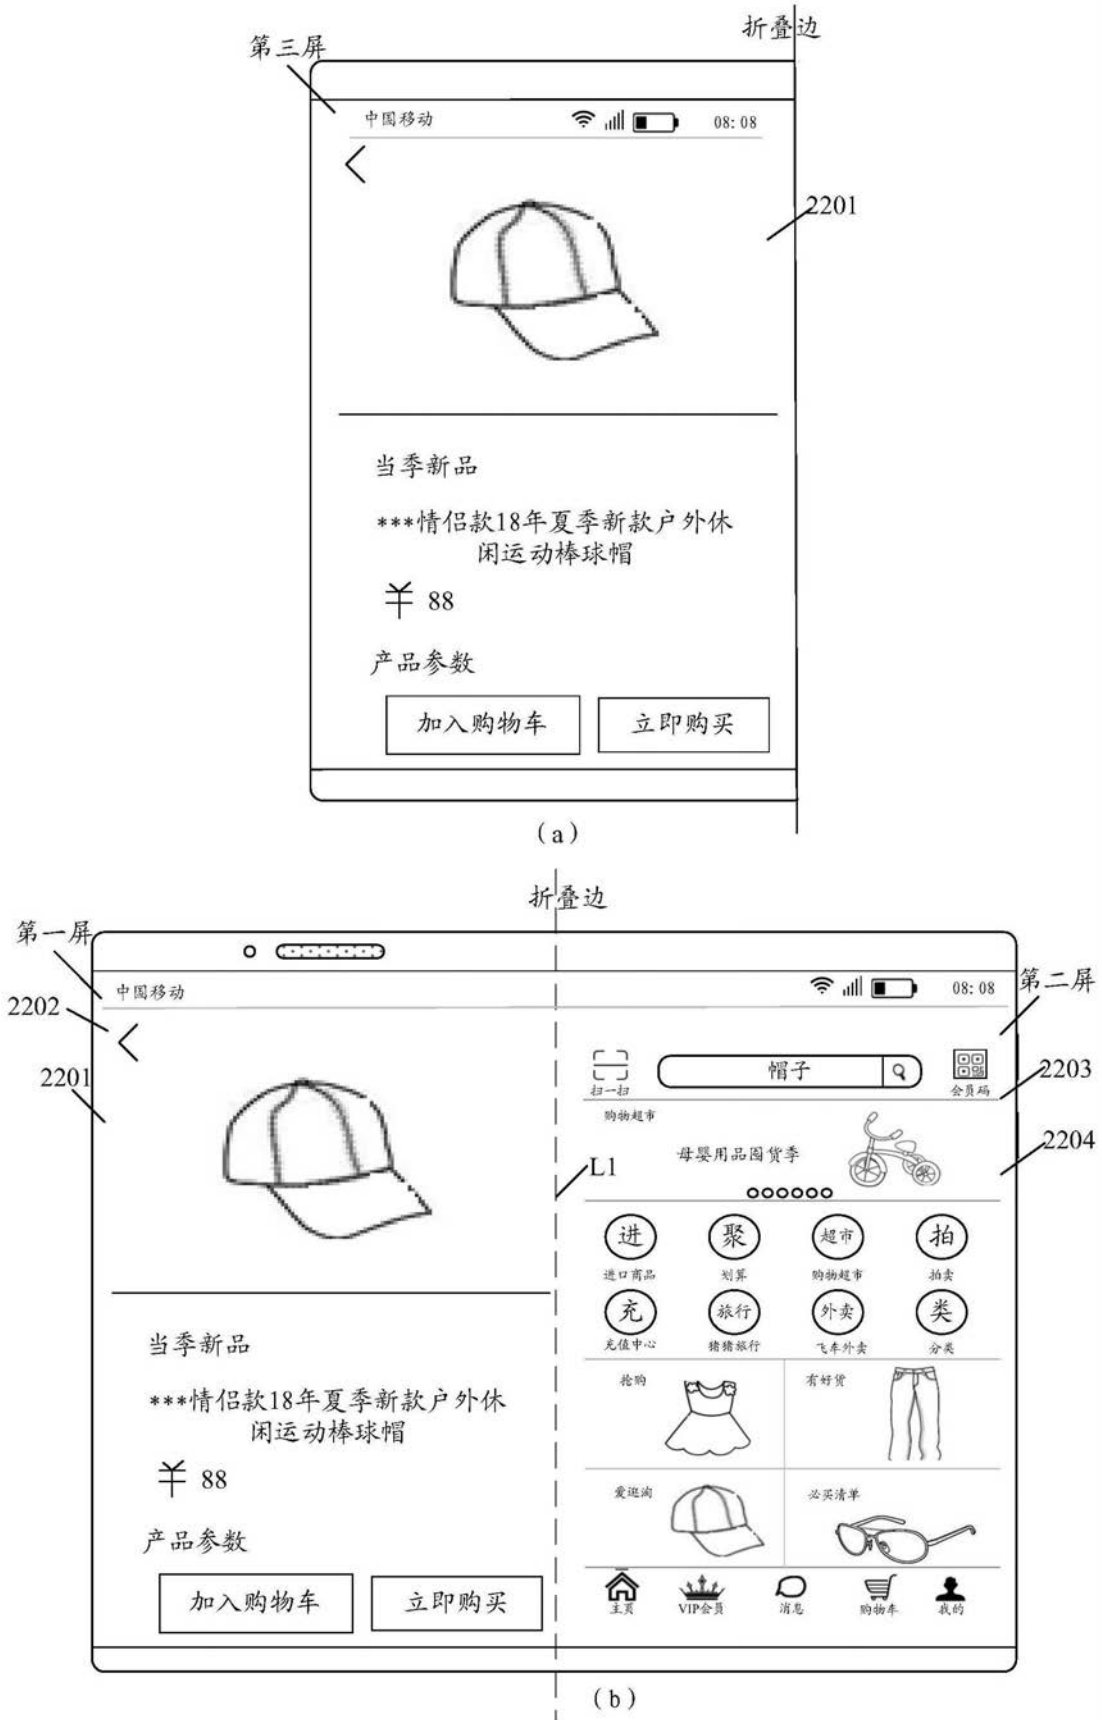 折叠边
第三屏
中国移动
08:08
2201
当季新品
***情侣款18年夏季新款户外休
闲运动棒球帽
¥ 88
产品参数
加入购物车 立即购买
(a)
折叠边
第一屏
中国移动
08:08
第二屏
2202
2201
扫一扫
帽子
会员码
2203
购物超市
母婴用品囤货季
2204
L1
进 聚 超市 拍
进口商品 划算 购物超市 拍卖
充 旅行 外卖 类
充值中心 猪猪旅行 飞车外卖 分类
抢购 有好货
爱逛淘 必买清单
当季新品
***情侣款18年夏季新款户外休
闲运动棒球帽
¥ 88
产品参数
加入购物车 立即购买
主页 VIP会员 消息 购物车 我的
(b)